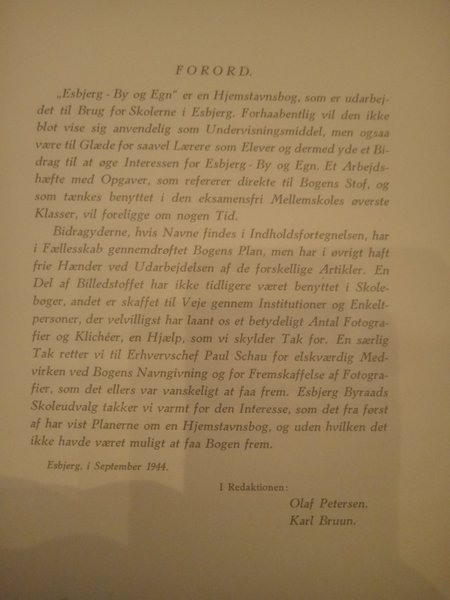 FORORD.
„Esbjerg - By og Egn" er en Hjemstavnsbog, som er udarbej-
det til Brug for Skolerne i Esbjerg. Forhaabentlig vil den ikke
blot vise sig anvendelig som Undervisningsmiddel, men ogsaa
være til Glæde for saavel Lærere som Elever og dermed yde et Bi-
drag til at øge Interessen for Esbjerg - By og Egn. Et Arbejds-
hæfte med Opgaver, som refererer direkte til Bogens Stof, og
som tænkes benyttet i den eksamensfri Mellemskoles øverste
Klasser, vil foreligge om nogen Tid.
Bidragyderne, hvis Navne findes i Indholdsfortegnelsen, har
i Fællesskab gennemdrøftet Bogens Plan, men har i øvrigt haft
frie Hænder ved Udarbejdelsen af de forskellige Artikler. En
Del af Billedstoffet har ikke tidligere været benyttet i Skole-
bøger, andet er skaffet til Veje gennem Institutioner og Enkelt-
personer, der velvilligst har laant os et betydeligt Antal Fotogra-
fier og Klichéer, en Hjælp, som vi skylder Tak for. En særlig
Tak retter vi til Erhvervschef Paul Schau for elskværdig Med-
virken ved Bogens Navngivning og for Fremskaffelse af Fotogra-
fier, som det ellers var vanskeligt at faa frem. Esbjerg Byraads
Skoleudvalg takker vi varmt for den Interesse, som det fra først
af har vist Planerne om en Hjemstavnsbog, og uden hvilken det
ikke havde været muligt at faa Bogen frem.
Esbjerg, i September 1944.
I Redaktionen:
Olaf Petersen.
Karl Bruun.